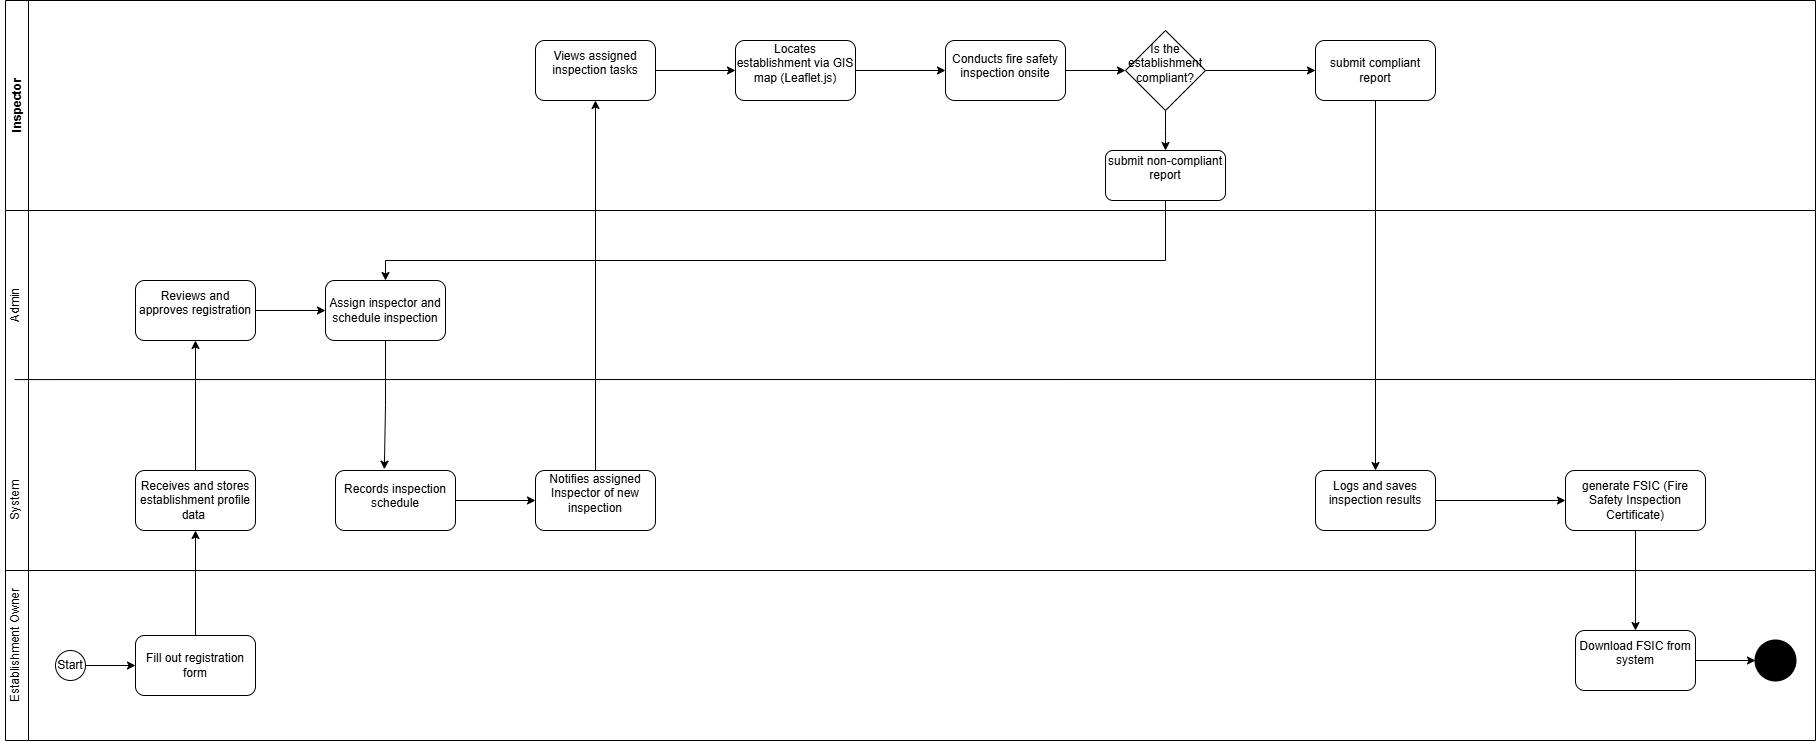 Inspector
Views assigned
inspection tasks
Locates
establishment via GIS
map (Leaflet.js)
Conducts fire safety
inspection onsite
Is the
establishment
compliant?
submit compliant
report
submit non-compliant
report
Admin
Reviews and
approves registration
Assign inspector and
schedule inspection
System
Receives and stores
establishment profile
data
Records inspection
schedule
Notifies assigned
Inspector of new
inspection
Logs and saves
inspection results
generate FSIC (Fire
Safety Inspection
Certificate)
Establishment Owner
Start
Fill out registration
form
Download FSIC from
system